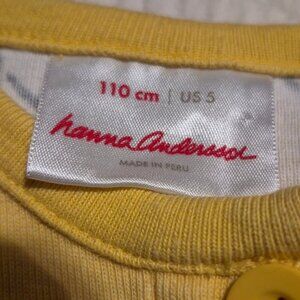 110 cm | US 5
hanna andersson
MADE IN PERU